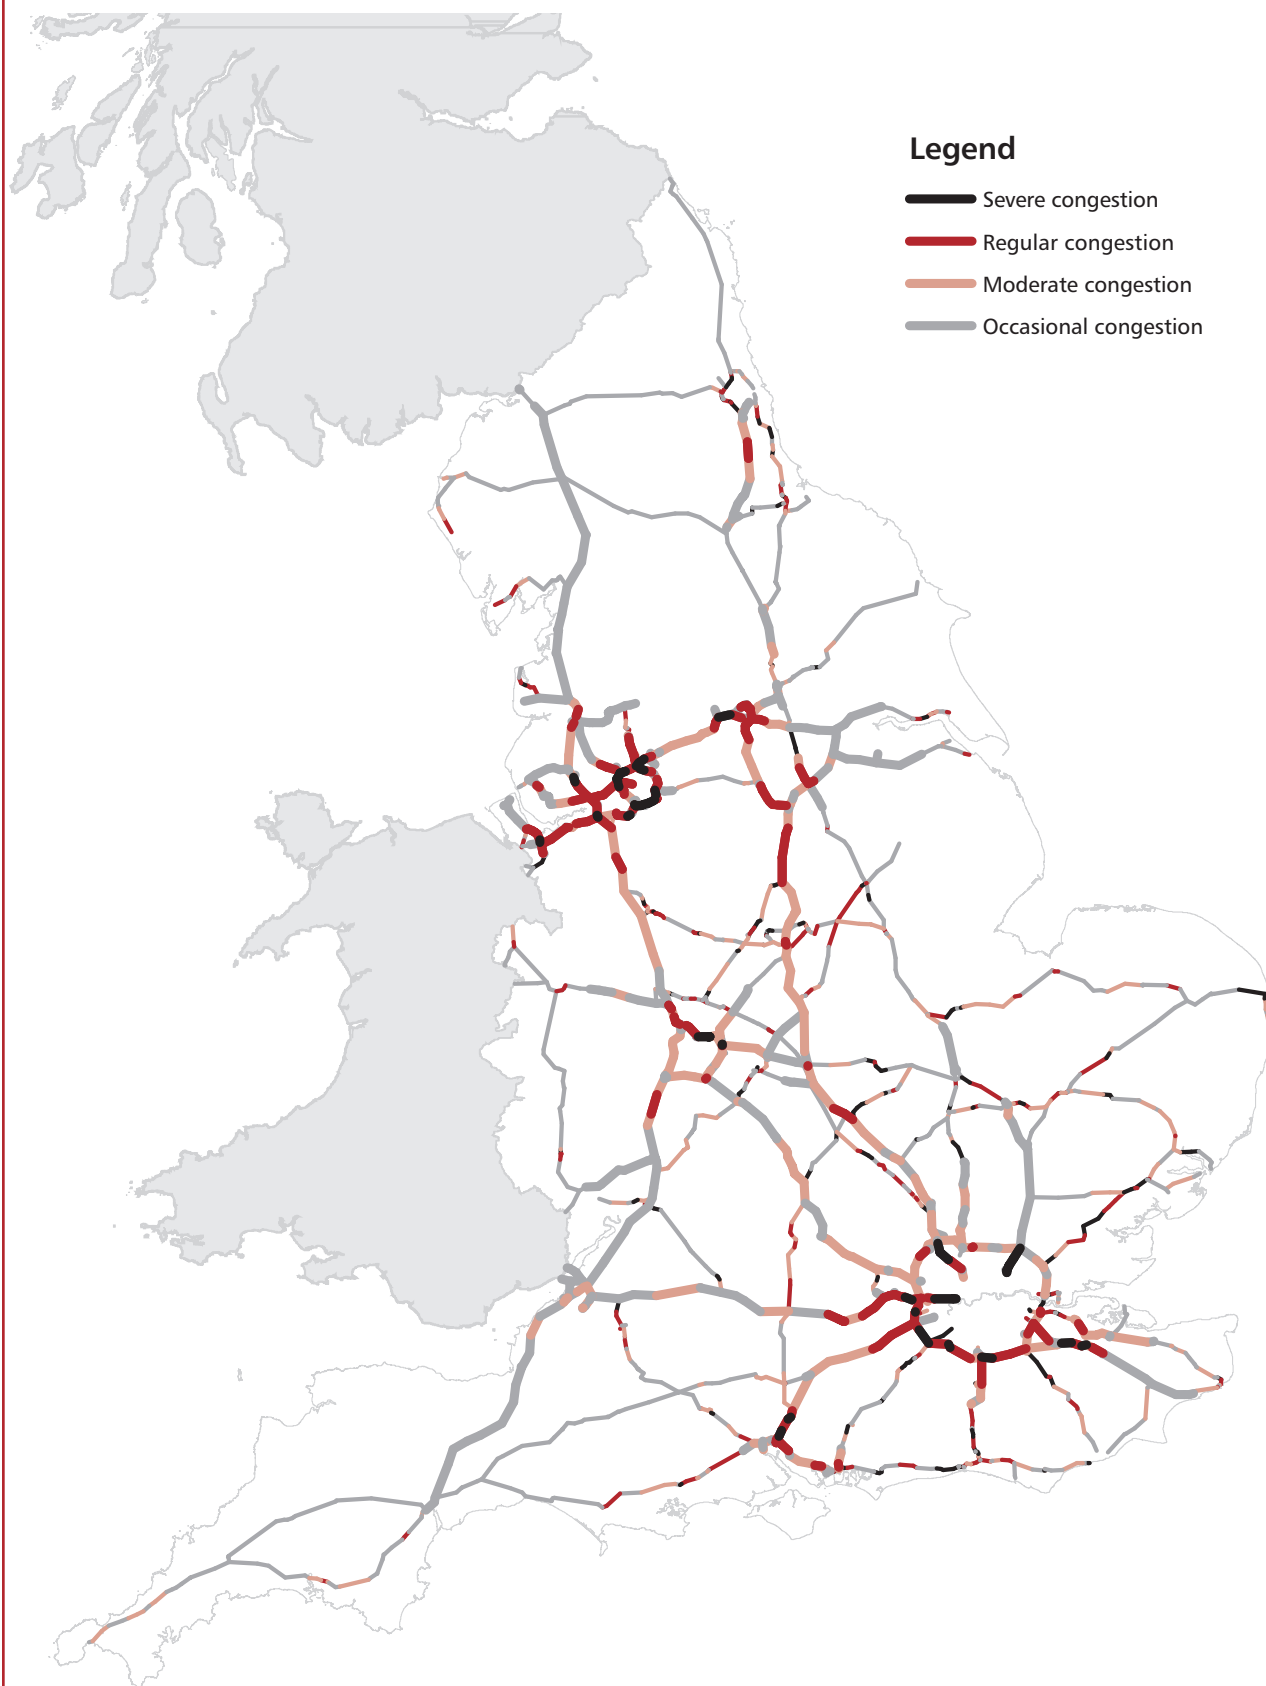 Legend
Severe congestion
Regular congestion
Moderate congestion
Occasional congestion